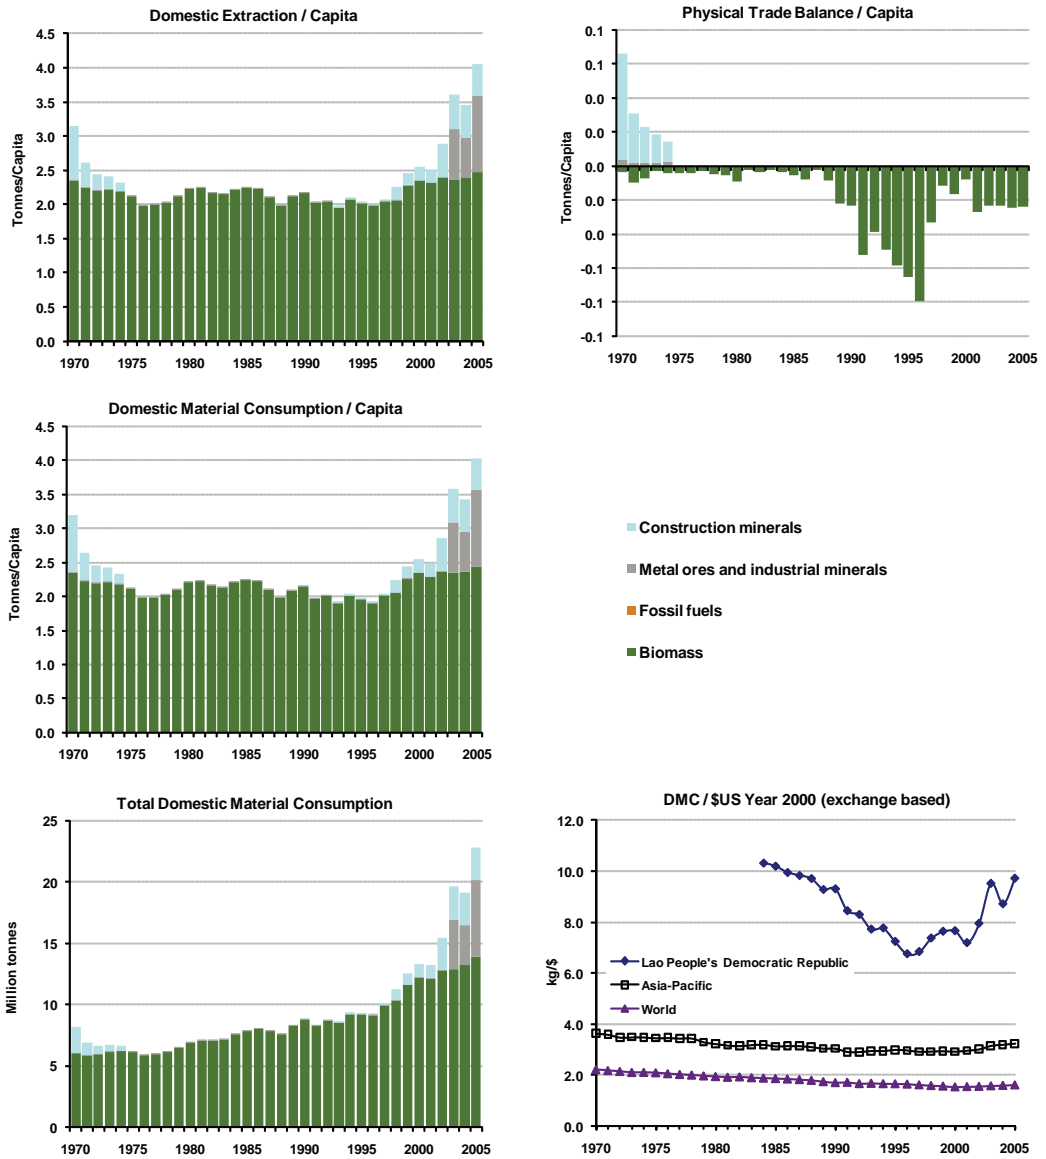 Domestic Extraction / Capita
Tonnes/Capita
4.5
4.0
3.5
3.0
2.5
2.0
1.5
1.0
0.5
0.0
1970 1975 1980 1985 1990 1995 2000 2005
Physical Trade Balance / Capita
Tonnes/Capita
0.1
0.1
0.0
0.0
0.0
0.0
0.0
-0.1
-0.1
-0.1
1970 1975 1980 1985 1990 1995 2000 2005
Domestic Material Consumption / Capita
Tonnes/Capita
4.5
4.0
3.5
3.0
2.5
2.0
1.5
1.0
0.5
0.0
1970 1975 1980 1985 1990 1995 2000 2005
Construction minerals
Metal ores and industrial minerals
Fossil fuels
Biomass
Total Domestic Material Consumption
Million tonnes
25
20
15
10
5
0
1970 1975 1980 1985 1990 1995 2000 2005
DMC / $US Year 2000 (exchange based)
kg/$
12.0
10.0
8.0
6.0
4.0
2.0
0.0
Lao People's Democratic Republic
Asia-Pacific
World
1970 1975 1980 1985 1990 1995 2000 2005